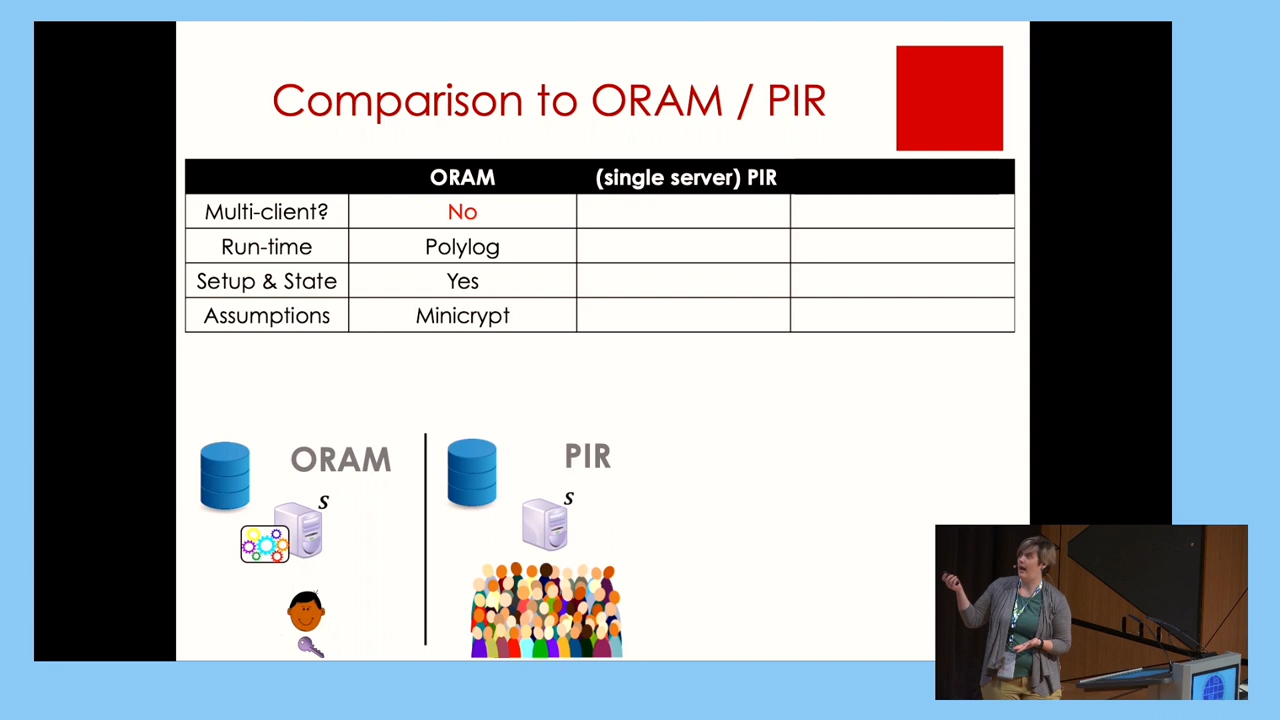 Comparison to ORAM / PIR
ORAM (single server) PIR
Multi-client? No
Run-time Polylog
Setup & State Yes
Assumptions Minicrypt
ORAM
s
PIR
s